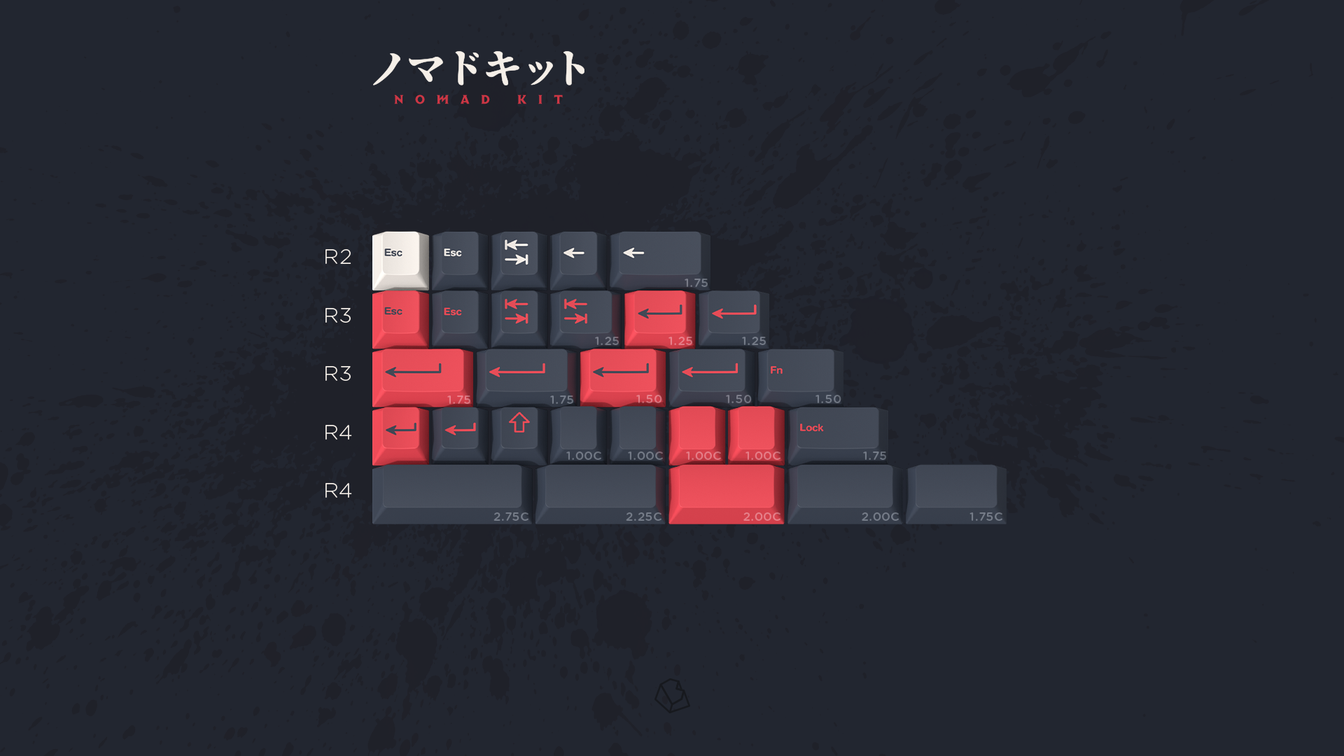 ノマドキット
NOMAD KIT
R2 Esc Esc 1.75
R3 Esc Esc 1.25 1.25 1.25
R3 1.75 1.75 1.50 1.50 Fn 1.50
R4 1.00C 1.00C 1.00C 1.00C Lock 1.75
R4 2.75C 2.25C 2.00C 2.00C 1.75C